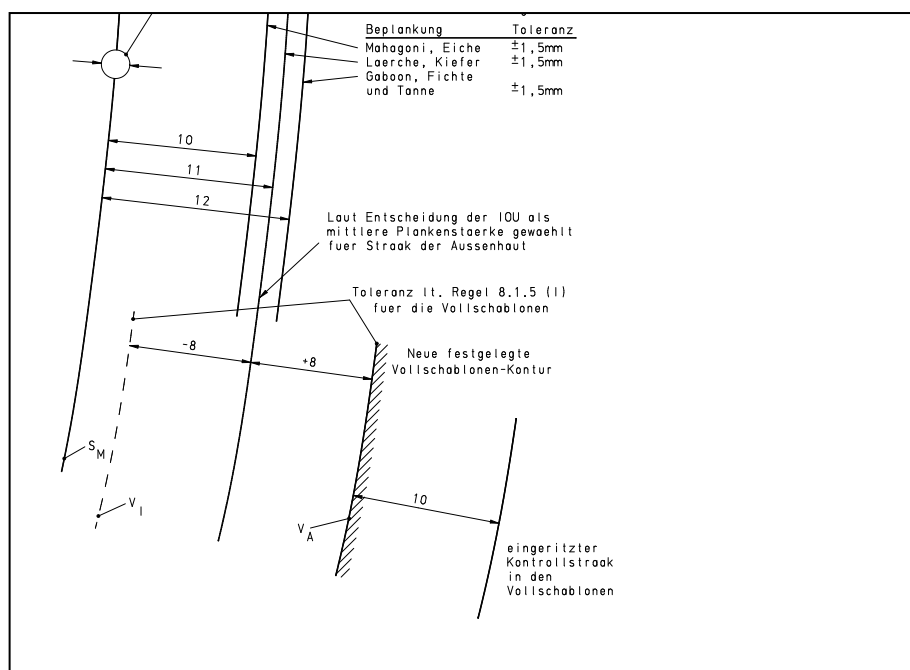 Beplankung Toleranz
Mahagoni, Eiche ±1,5mm
Laerche, Kiefer ±1,5mm
Gaboon, Fichte
und Tanne ±1,5mm
10
11
12
Laut Entscheidung der IOU als
mittlere Plankenstaerke gewaehlt
fuer Straak der Aussenhaut
Toleranz lt. Regel 8.1.5 (I)
fuer die Vollschablonen
-8
+8
Neue festgelegte
Vollschablonen-Kontur
S M
V I
V A
10
eingeritzter
Kontrollstraak
in den
Vollschablonen